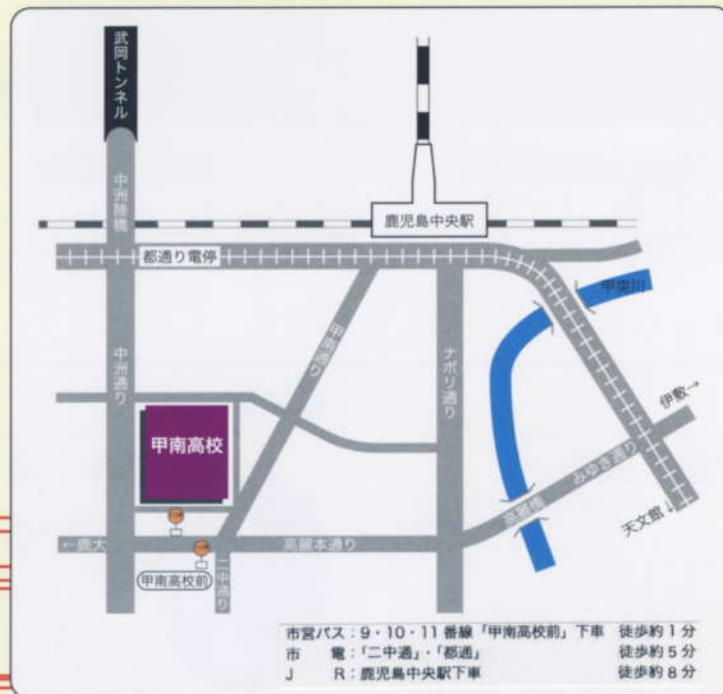 武岡トンネル
中洲陸橋
鹿児島中央駅
都通り電停
甲突川
中洲通り
甲南通り
ナポリ通り
伊敷→
甲南高校
みゆき通り
高麗橋
天文館↓
←鹿大
高麗本通り
甲南高校前
二中通り
市営バス：9・10・11番線「甲南高校前」下車 徒歩約1分
市 電：「二中通」・「都通」 徒歩約5分
J R：鹿児島中央駅下車 徒歩約8分